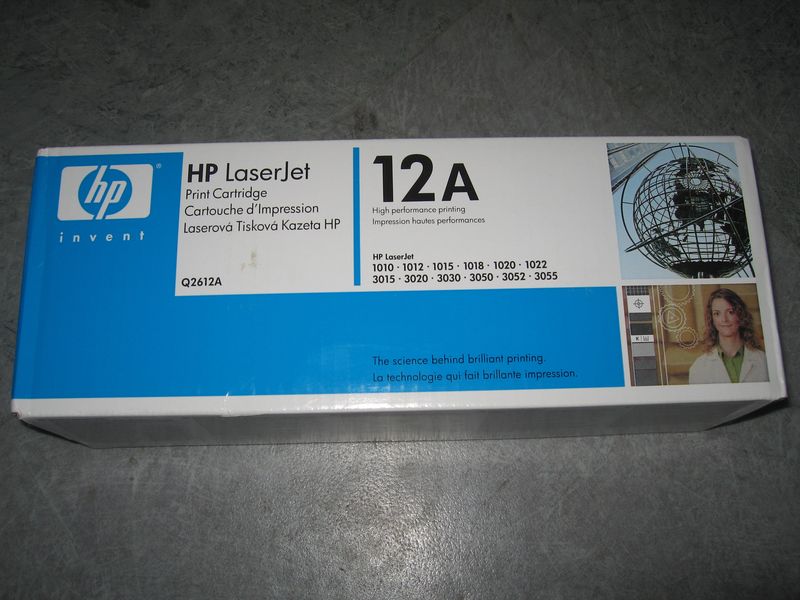 hp
®
invent
HP LaserJet
Print Cartridge
Cartouche d'Impression
Laserová Tisková Kazeta HP
Q2612A
12A
High performance printing
Impression hautes performances
HP LaserJet
1010 · 1012 · 1015 · 1018 · 1020 · 1022
3015 · 3020 · 3030 · 3050 · 3052 · 3055
The science behind brilliant printing.
La technologie qui fait brillante impression.